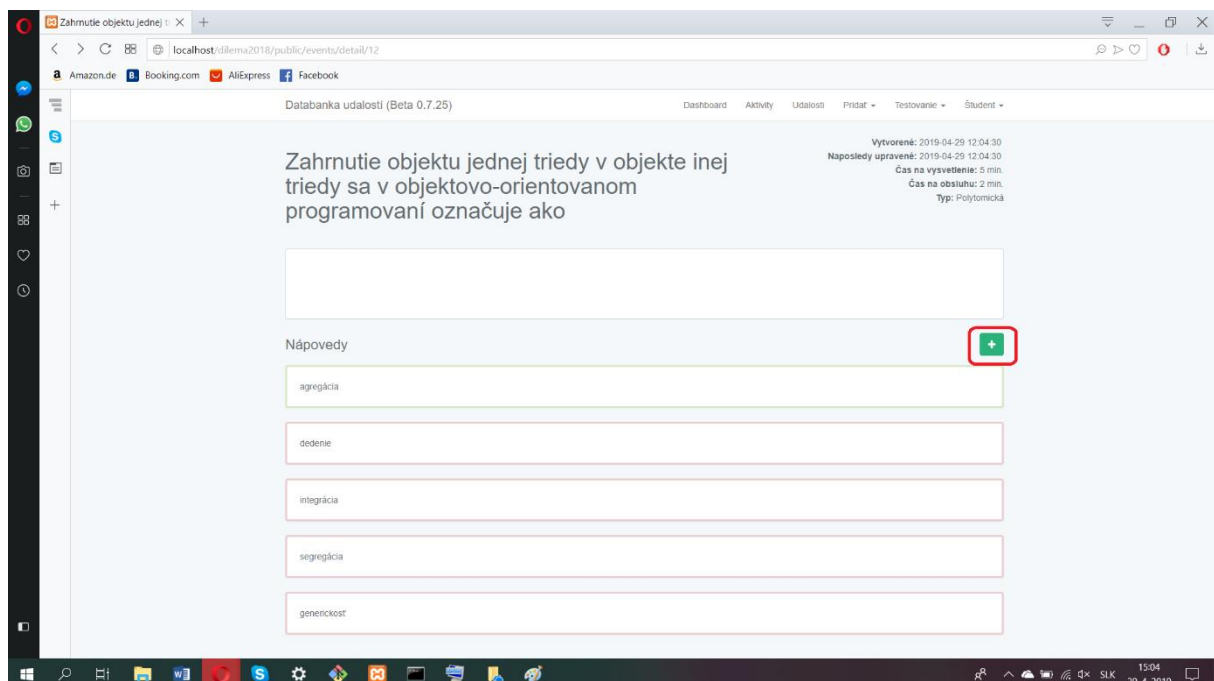 Zahrnutie objektu jednej t
localhost/dilema2018/public/events/detail/12
Amazon.de Booking.com AliExpress Facebook
Databanka udalostí (Beta 0.7.25)
Dashboard Aktivity Udalosti Pridať Testovanie Študent
Zahrnutie objektu jednej triedy v objekte inej
triedy sa v objektovo-orientovanom
programovaní označuje ako
Vytvorené: 2019-04-29 12:04:30
Naposledy upravené: 2019-04-29 12:04:30
Čas na vysvetlenie: 5 min.
Čas na obsluhu: 2 min.
Typ: Polytomická
Nápovedy
agregácia
dedenie
integrácia
segregácia
generickosť
SLK
15:04